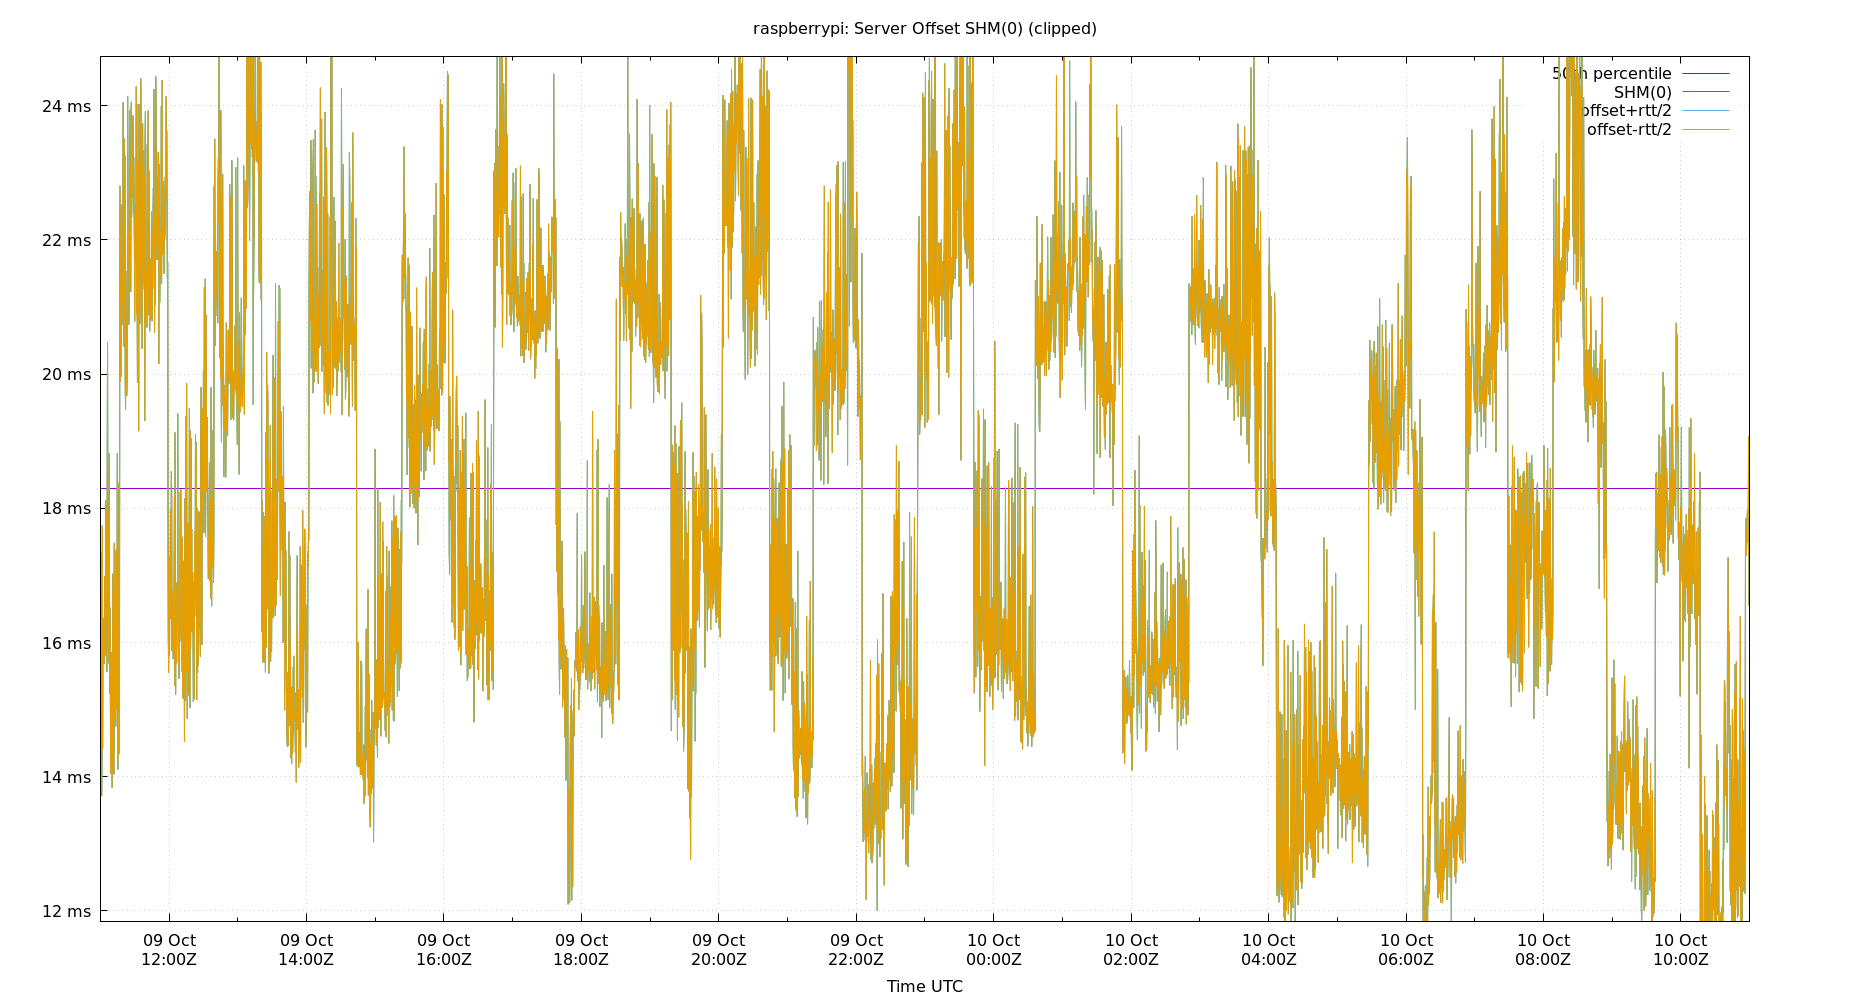 raspberrypi: Server Offset SHM(0) (clipped)
50th percentile
SHM(0)
offset+rtt/2
offset-rtt/2
24 ms
22 ms
20 ms
18 ms
16 ms
14 ms
12 ms
09 Oct 09 Oct 09 Oct 09 Oct 09 Oct 09 Oct 10 Oct 10 Oct 10 Oct 10 Oct 10 Oct 10 Oct
12:00Z 14:00Z 16:00Z 18:00Z 20:00Z 22:00Z 00:00Z 02:00Z 04:00Z 06:00Z 08:00Z 10:00Z
Time UTC